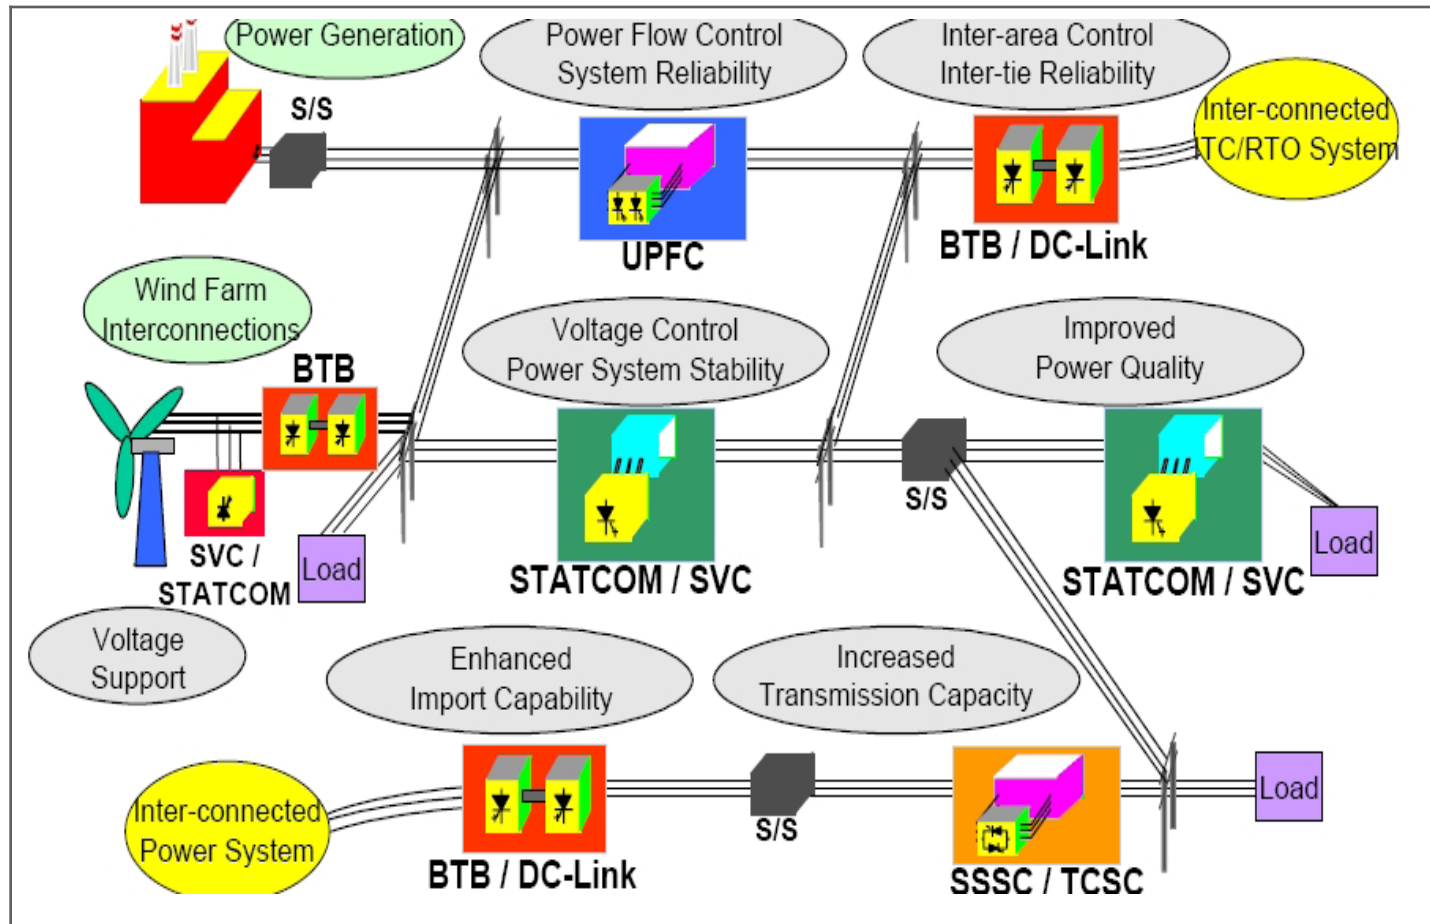 Power Generation
Power Flow Control
System Reliability
Inter-area Control
Inter-tie Reliability
S/S
Inter-connected
TC/RTO System
UPFC
BTB / DC-Link
Wind Farm
Interconnections
Voltage Control
Power System Stability
Improved
Power Quality
BTB
S/S
SVC /
STATCOM
Load
STATCOM / SVC
STATCOM / SVC
Load
Voltage
Support
Enhanced
Import Capability
Increased
Transmission Capacity
Inter-connected
Power System
BTB / DC-Link
S/S
SSSC / TCSC
Load